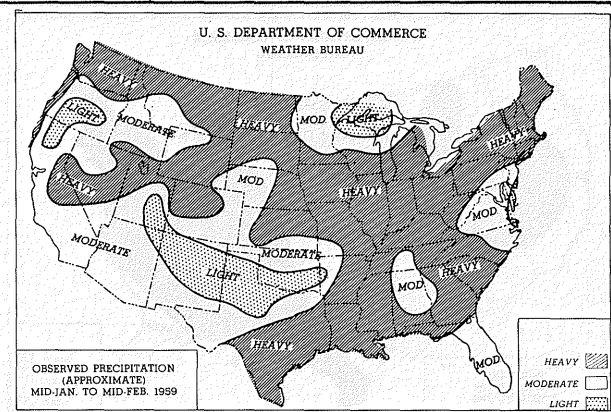 U. S. DEPARTMENT OF COMMERCE
WEATHER BUREAU
HEAVY
LIGHT
MODERATE
HEAVY
MOD
LIGHT
HEAVY
HEAVY
MOD
HEAVY
MOD
MODERATE
MODERATE
LIGHT
HEAVY
MOD
HEAVY
MOD
OBSERVED PRECIPITATION
(APPROXIMATE)
MID-JAN. TO MID-FEB. 1959
HEAVY
MODERATE
LIGHT